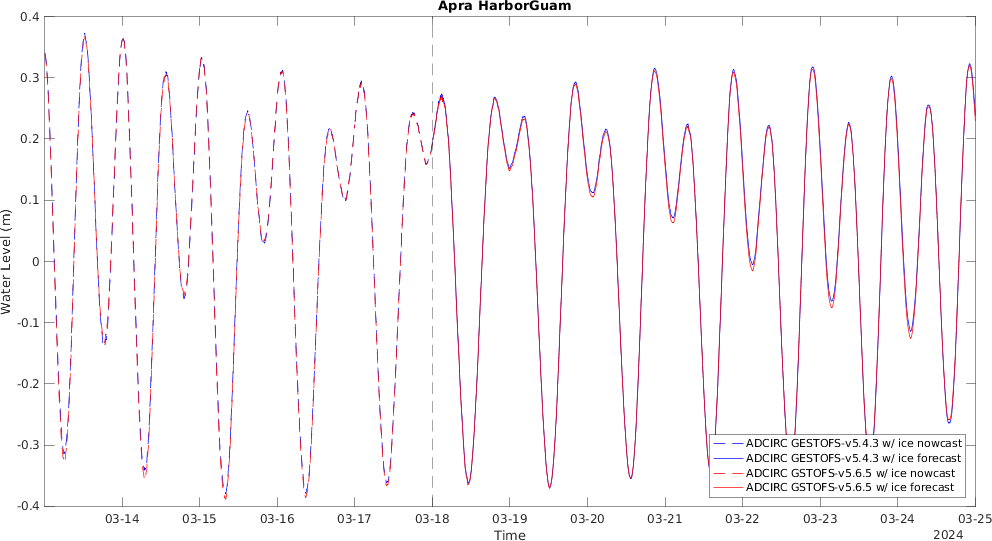 Apra HarborGuam
Water Level (m)
0.4
0.3
0.2
0.1
0
-0.1
-0.2
-0.3
-0.4
ADCIRC GESTOFS-v5.4.3 w/ ice nowcast
ADCIRC GESTOFS-v5.4.3 w/ ice forecast
ADCIRC GSTOFS-v5.6.5 w/ ice nowcast
ADCIRC GSTOFS-v5.6.5 w/ ice forecast
03-14 03-15 03-16 03-17 03-18 03-19 03-20 03-21 03-22 03-23 03-24 03-25
Time
2024